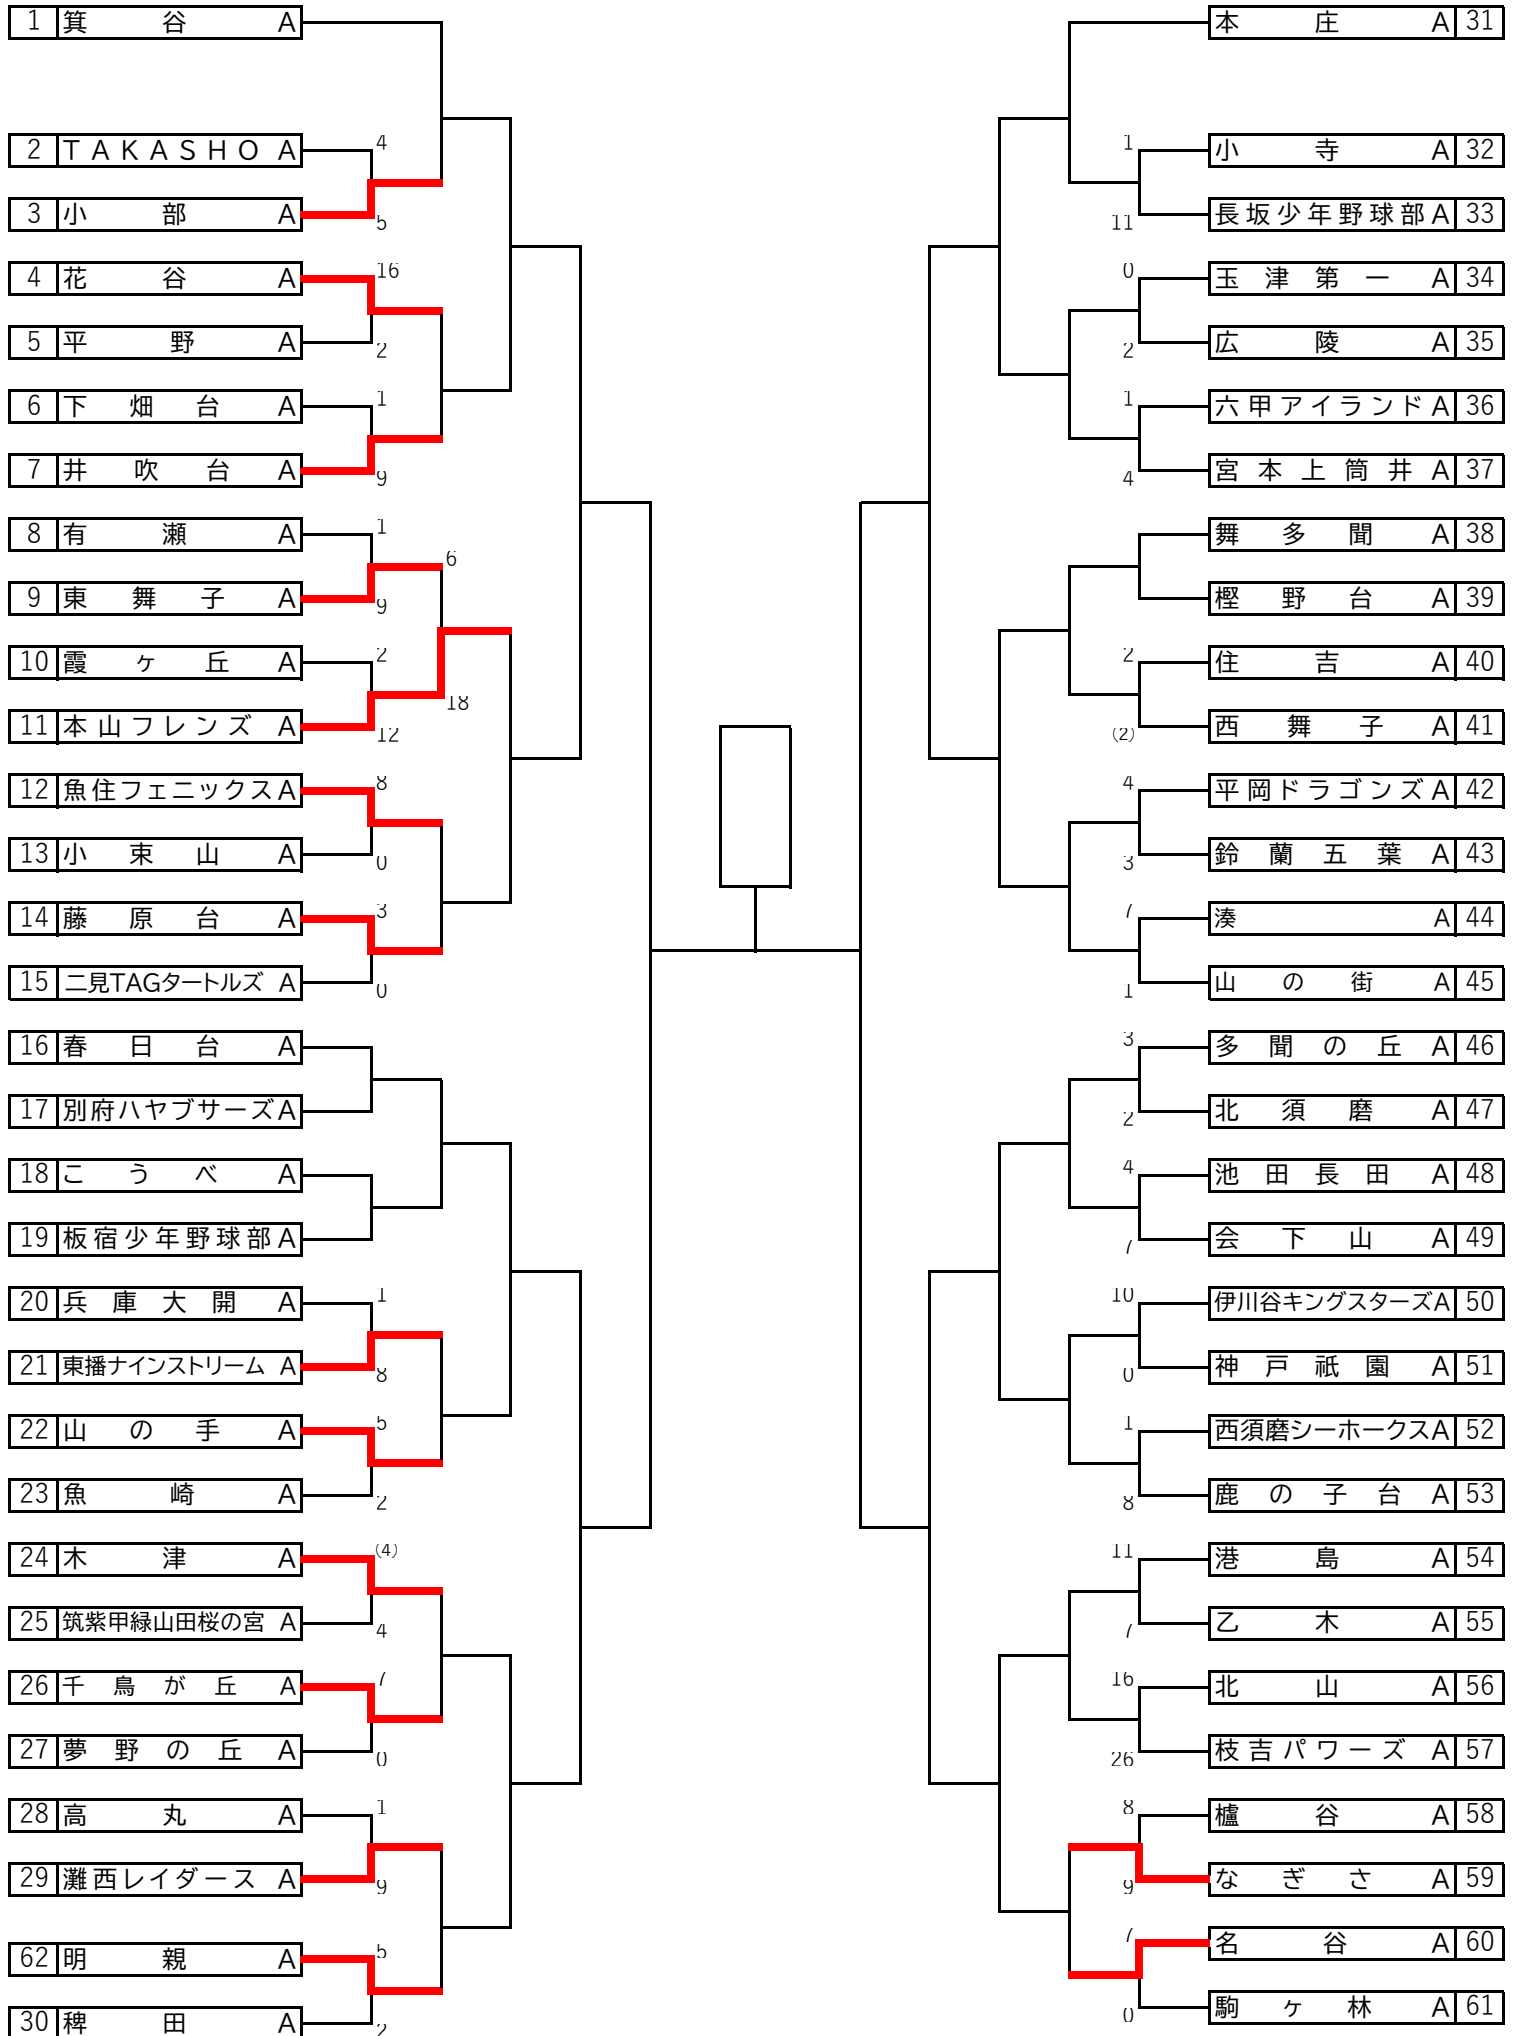 1 箕谷 A
2 TAKASHO A 4
3 小部 A 5
4 花谷 A 16
5 平野 A 2
6 下畑台 A 1
7 井吹台 A 9
8 有瀬 A 1
6
9 東舞子 A 9
10 霞ヶ丘 A 2
18
11 本山フレンズ A 12
12 魚住フェニックス A 8
13 小束山 A 0
14 藤原台 A 3
15 二見TAGタートルズ A 0
16 春日台 A
17 別府ハヤブサーズ A
18 こうべ A
19 板宿少年野球部 A
20 兵庫大開 A 1
21 東播ナインストリーム A 8
22 山の手 A 5
23 魚崎 A 2
24 木津 A (4)
25 筑紫甲緑山田桜の宮 A 4
26 千鳥が丘 A 7
27 夢野の丘 A 0
28 高丸 A 1
29 灘西レイダース A 9
62 明親 A 5
30 稗田 A 2
本庄 A 31
1 小寺 A 32
11 長坂少年野球部 A 33
0 玉津第一 A 34
2 広陵 A 35
1 六甲アイランド A 36
4 宮本上筒井 A 37
舞多聞 A 38
樫野台 A 39
2 住吉 A 40
(2) 西舞子 A 41
4 平岡ドラゴンズ A 42
3 鈴蘭五葉 A 43
7 湊 A 44
1 山の街 A 45
3 多聞の丘 A 46
2 北須磨 A 47
4 池田長田 A 48
7 会下山 A 49
10 伊川谷キングスターズ A 50
0 神戸祇園 A 51
1 西須磨シーホークス A 52
8 鹿の子台 A 53
11 港島 A 54
7 乙木 A 55
16 北山 A 56
26 枝吉パワーズ A 57
8 櫨谷 A 58
9 なぎさ A 59
7 名谷 A 60
0 駒ヶ林 A 61